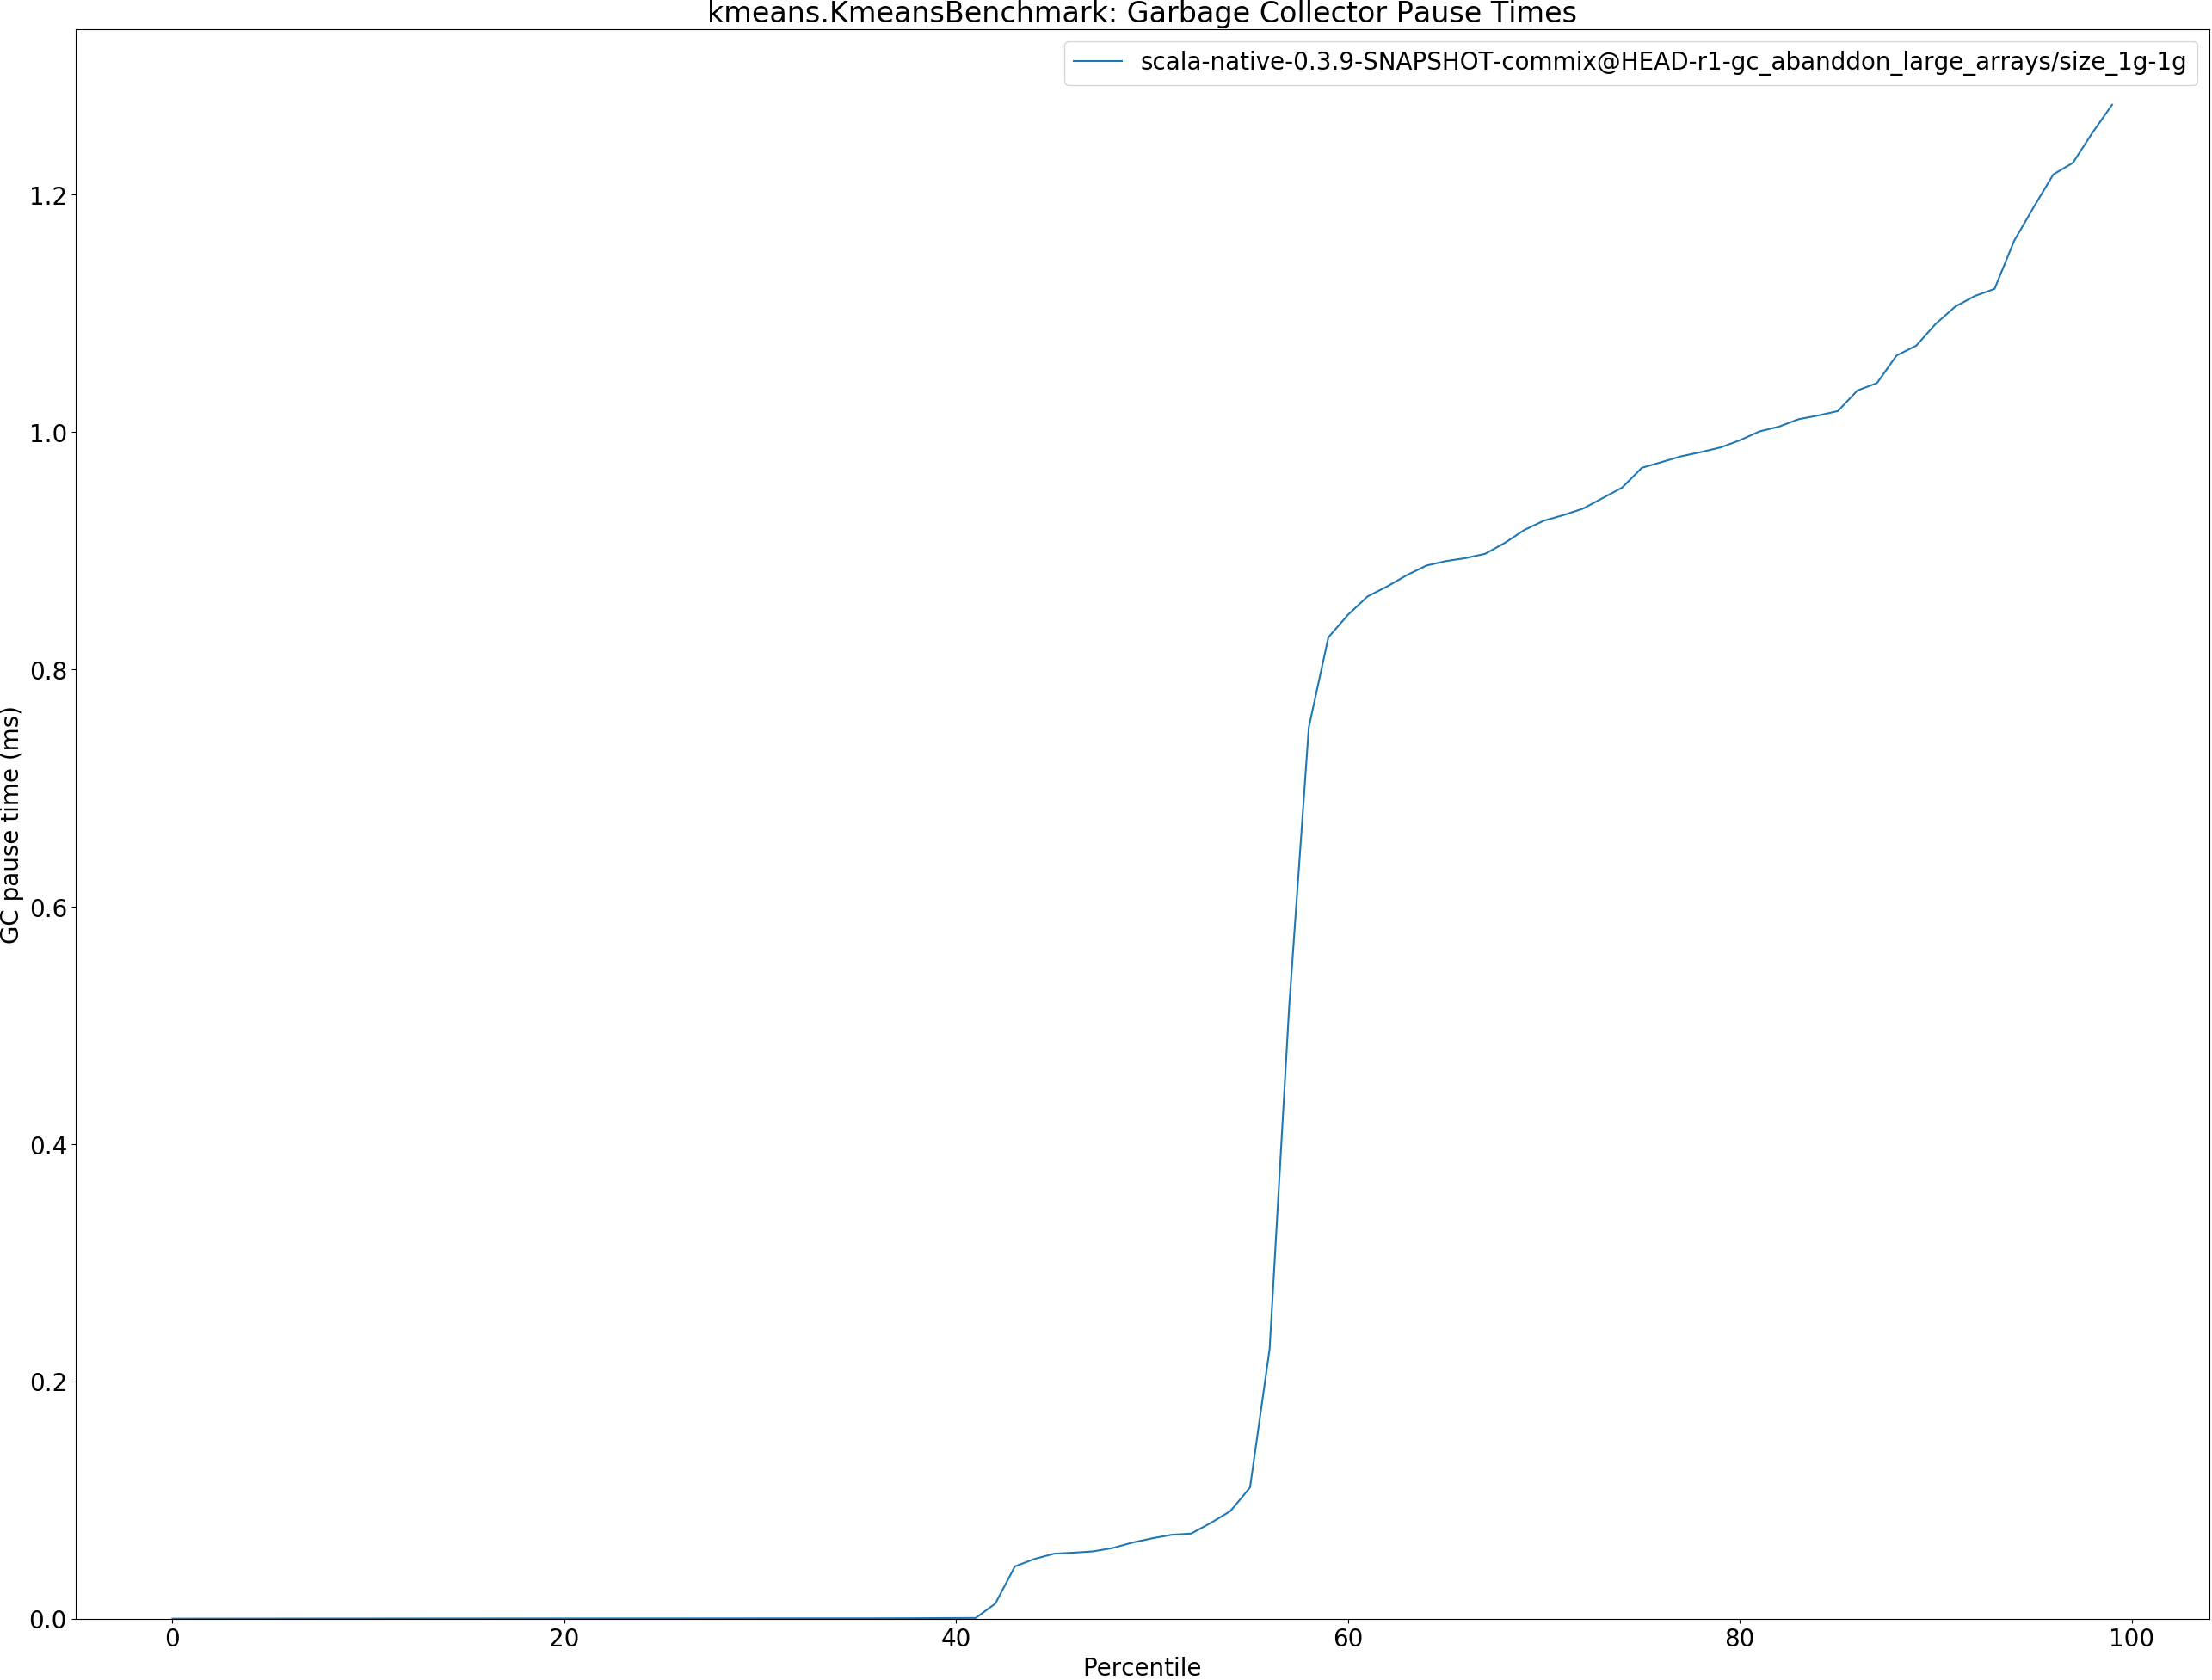 kmeans.KmeansBenchmark: Garbage Collector Pause Times
scala-native-0.3.9-SNAPSHOT-commix@HEAD-r1-gc_abanddon_large_arrays/size_1g-1g
GC pause time (ms)
1.2
1.0
0.8
0.6
0.4
0.2
0.0
0 20 40 60 80 100
Percentile